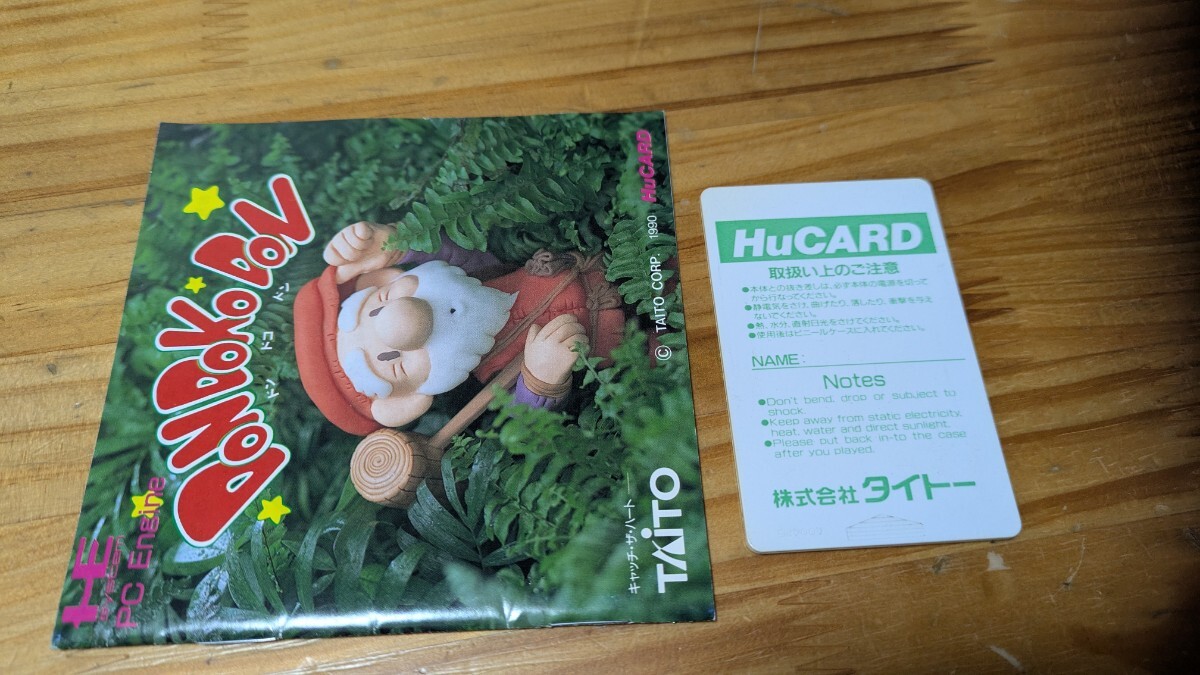 DON DOKO DON
ドン ドコ ドン
HE
SYSTEM
PC Engine
© TAITO CORP. 1990
HuCARD
キャッチ・ザ・ハート
TAITO
HuCARD
取扱い上のご注意
●本体との抜き差しは、必ず本体の電源を切って
から行なってください。
●静電気をさけ、曲げたり、濡したり、衝撃を与え
ないでください。
●熱、水分、直射日光をさけてください。
●使用後はビニールケースに入れてください。
NAME:
Notes
●Don't bend, drop or subject to
shock.
●Keep away from static electricity,
heat, water and direct sunlight.
●Please put back in-to the case
after you played.
株式会社 タイトー